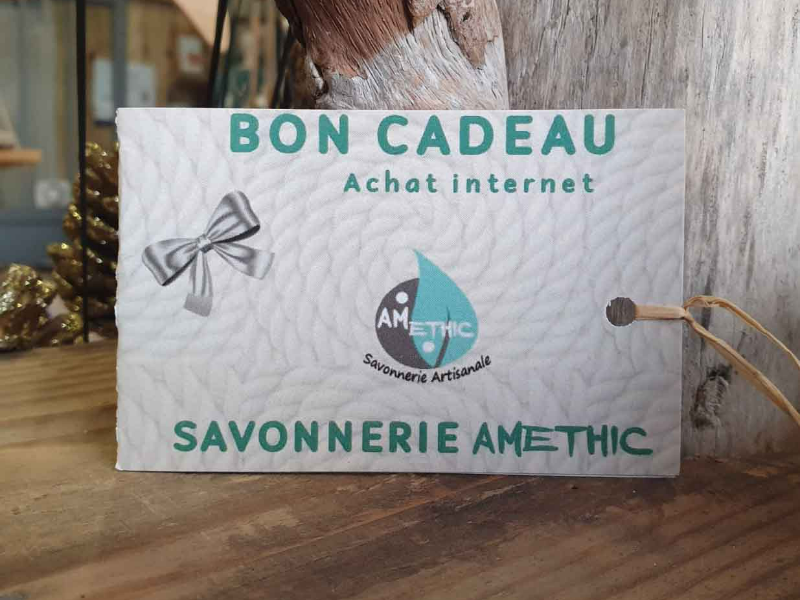 BON CADEAU
Achat internet
AMETHIC
Savonnerie Artisanale
SAVONNERIE AMETHIC